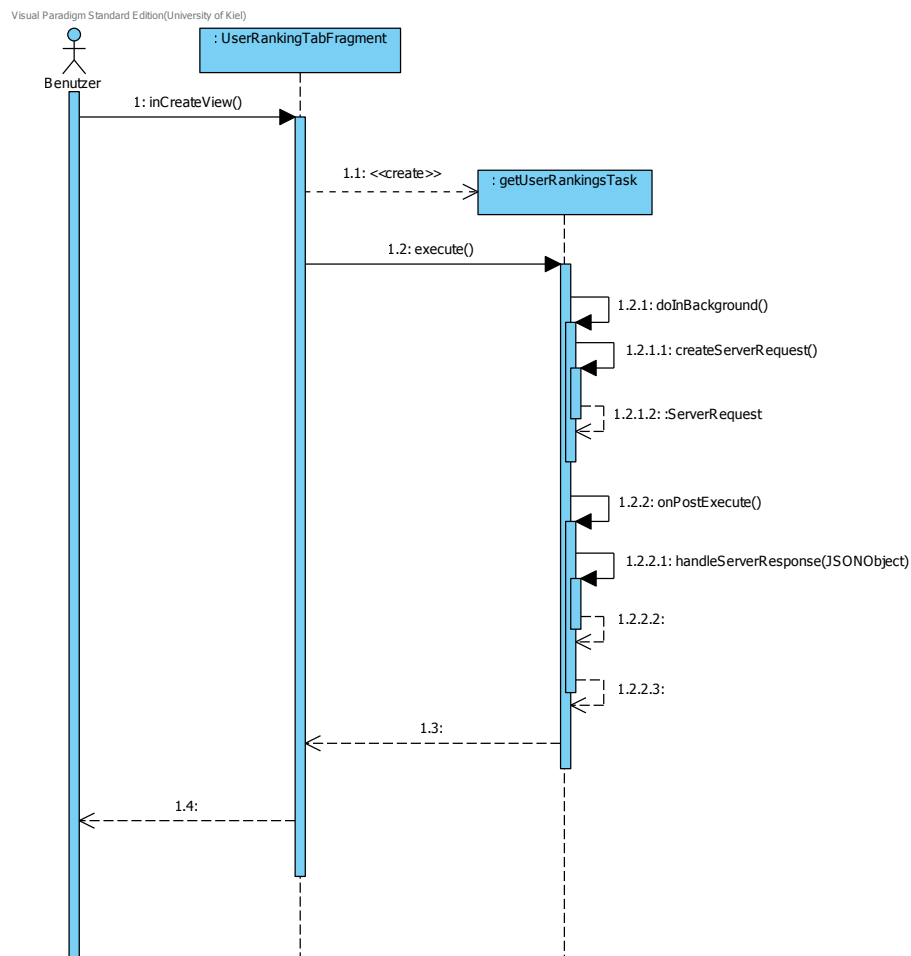 Visual Paradigm Standard Edition(University of Kiel)
: UserRankingTabFragment
Benutzer
1: inCreateView()
1.1: <<create>>
: getUserRankingsTask
1.2: execute()
1.2.1: doInBackground()
1.2.1.1: createServerRequest()
1.2.1.2: :ServerRequest
1.2.2: onPostExecute()
1.2.2.1: handleServerResponse(JSONObject)
1.2.2.2:
1.2.2.3:
1.3:
1.4: